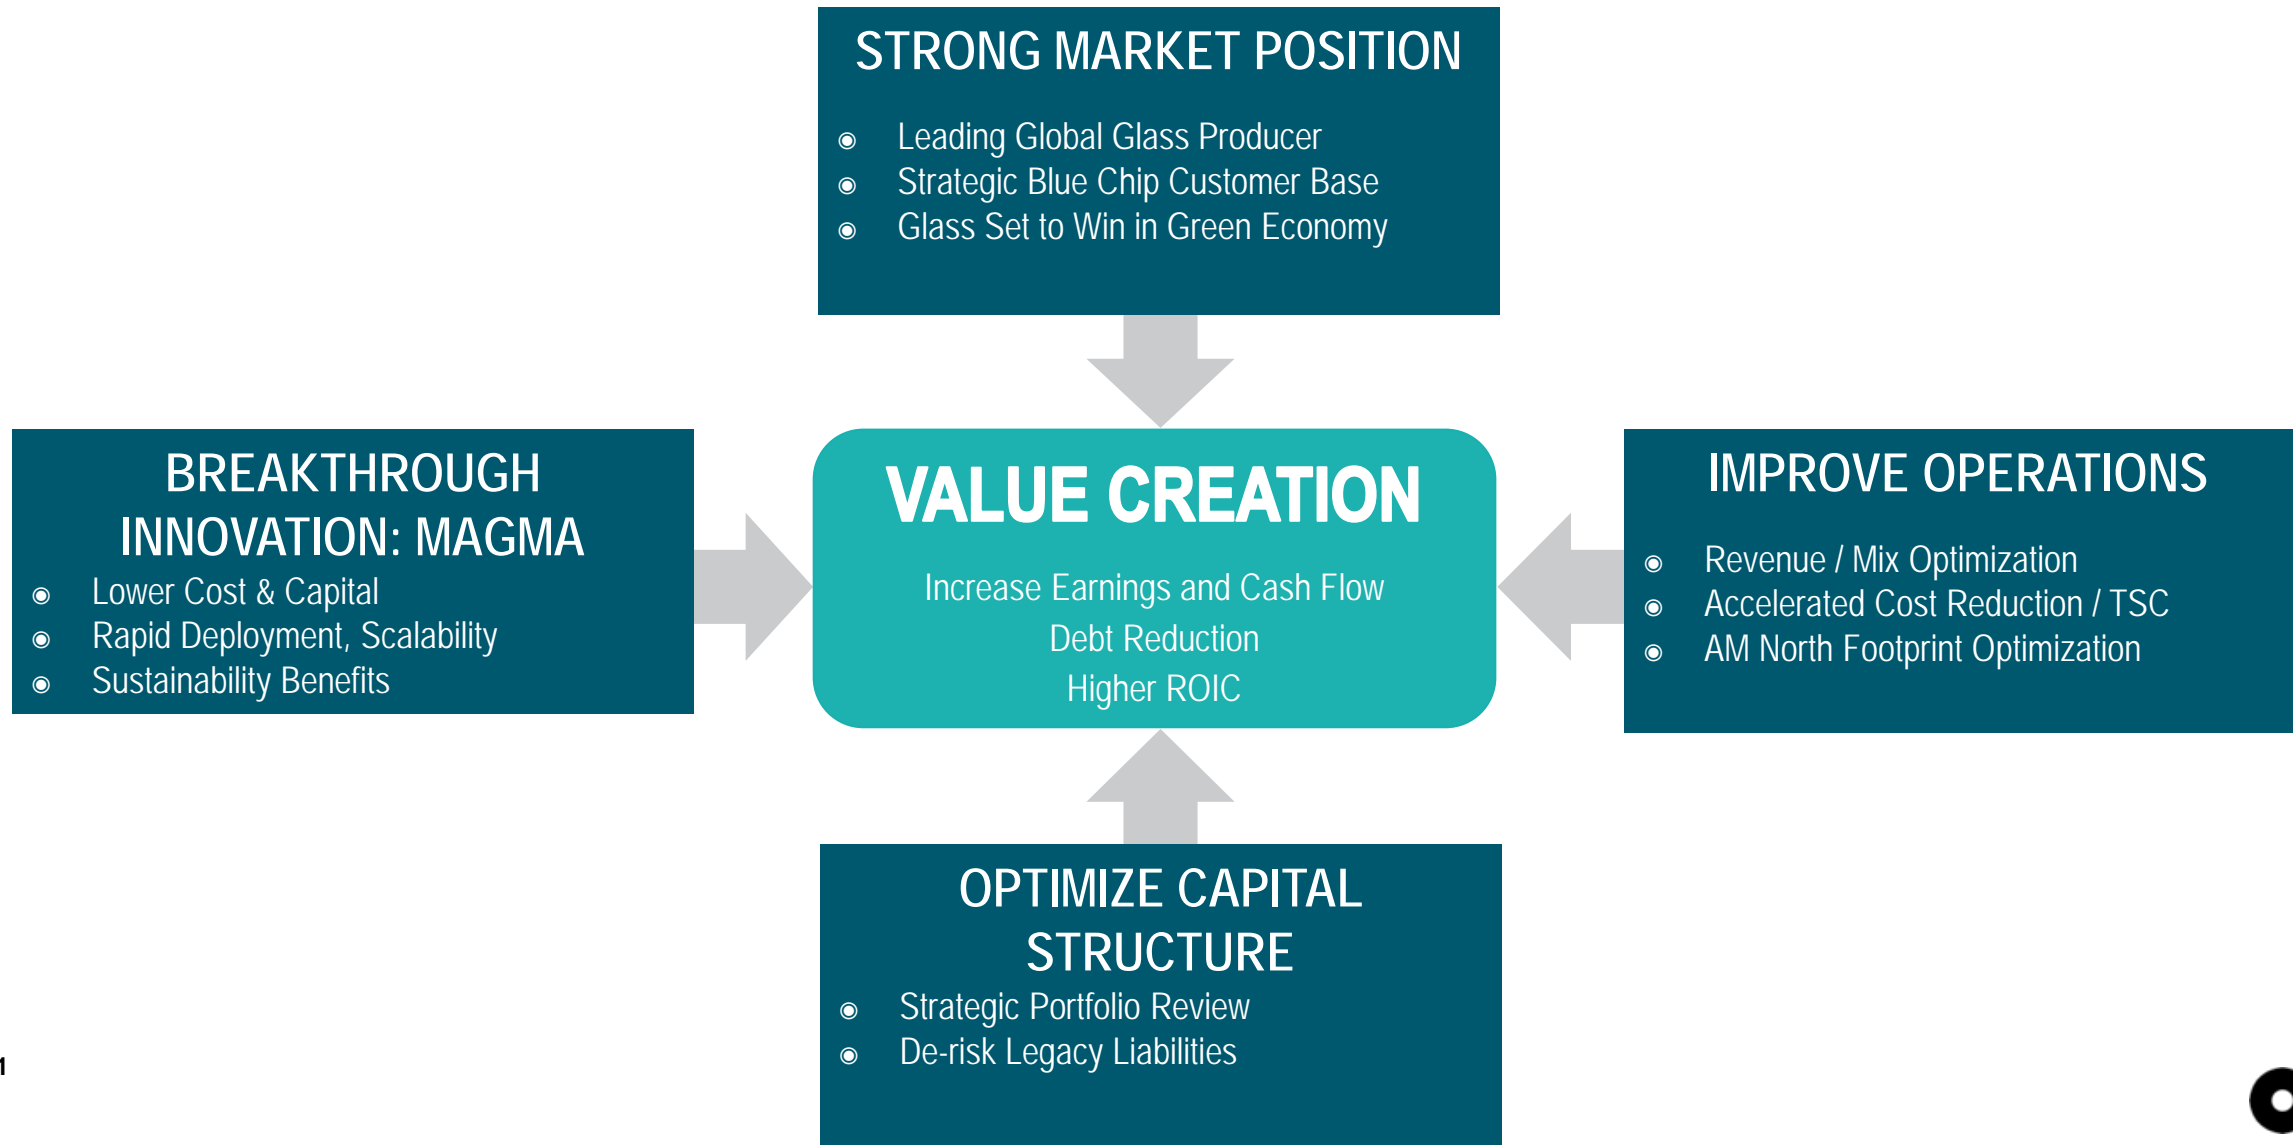 STRONG MARKET POSITION
◉ Leading Global Glass Producer
◉ Strategic Blue Chip Customer Base
◉ Glass Set to Win in Green Economy
BREAKTHROUGH
INNOVATION: MAGMA
◉ Lower Cost & Capital
◉ Rapid Deployment, Scalability
◉ Sustainability Benefits
VALUE CREATION
Increase Earnings and Cash Flow
Debt Reduction
Higher ROIC
IMPROVE OPERATIONS
◉ Revenue / Mix Optimization
◉ Accelerated Cost Reduction / TSC
◉ AM North Footprint Optimization
OPTIMIZE CAPITAL
STRUCTURE
◉ Strategic Portfolio Review
◉ De-risk Legacy Liabilities